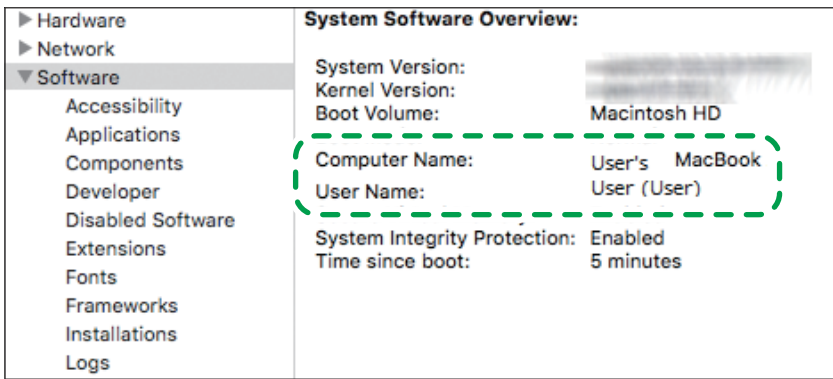 Hardware
Network
Software
Accessibility
Applications
Components
Developer
Disabled Software
Extensions
Fonts
Frameworks
Installations
Logs
System Software Overview:
System Version:
Kernel Version:
Boot Volume: Macintosh HD
Computer Name: User's MacBook
User Name: User (User)
System Integrity Protection: Enabled
Time since boot: 5 minutes